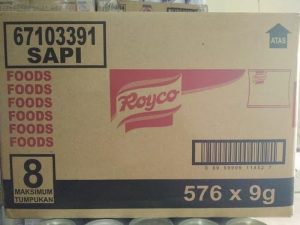 67103391
SAPI
ATAS
FOODS
FOODS
FOODS
FOODS
FOODS
FOODS
Royco
8
MAKSIMUM
TUMPUKAN
576 x 9g